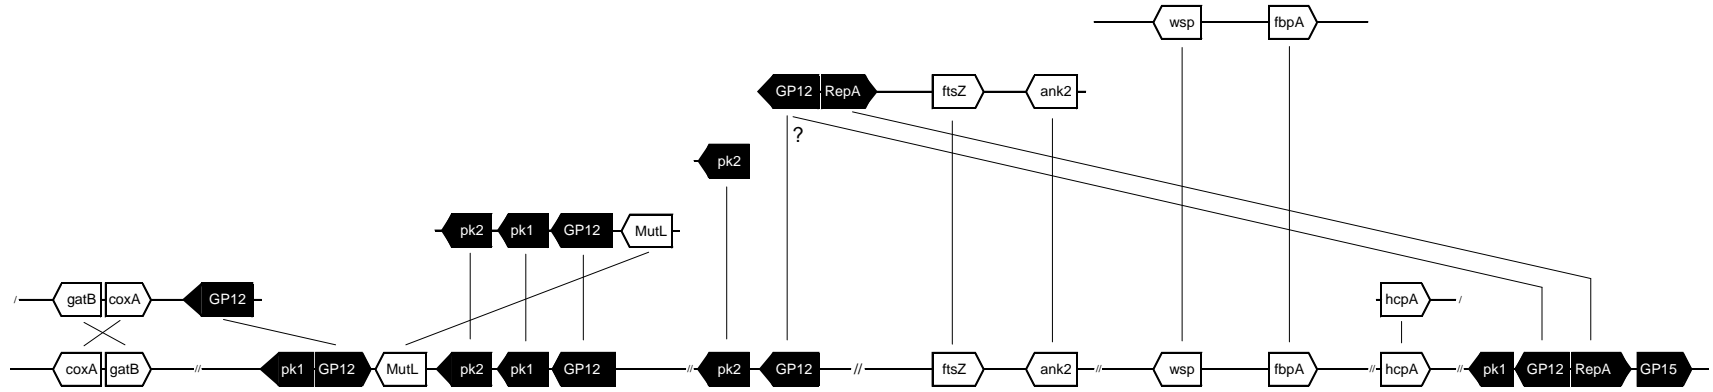 wsp fbpA
GP12 RepA ftsZ ank2
?
pk2
pk2 pk1 GP12 MutL
/ gatB coxA GP12 hcpA /
coxA gatB // pk1 GP12 MutL pk2 pk1 GP12 // pk2 GP12 // ftsZ ank2 // wsp fbpA // hcpA // pk1 GP12 RepA GP15